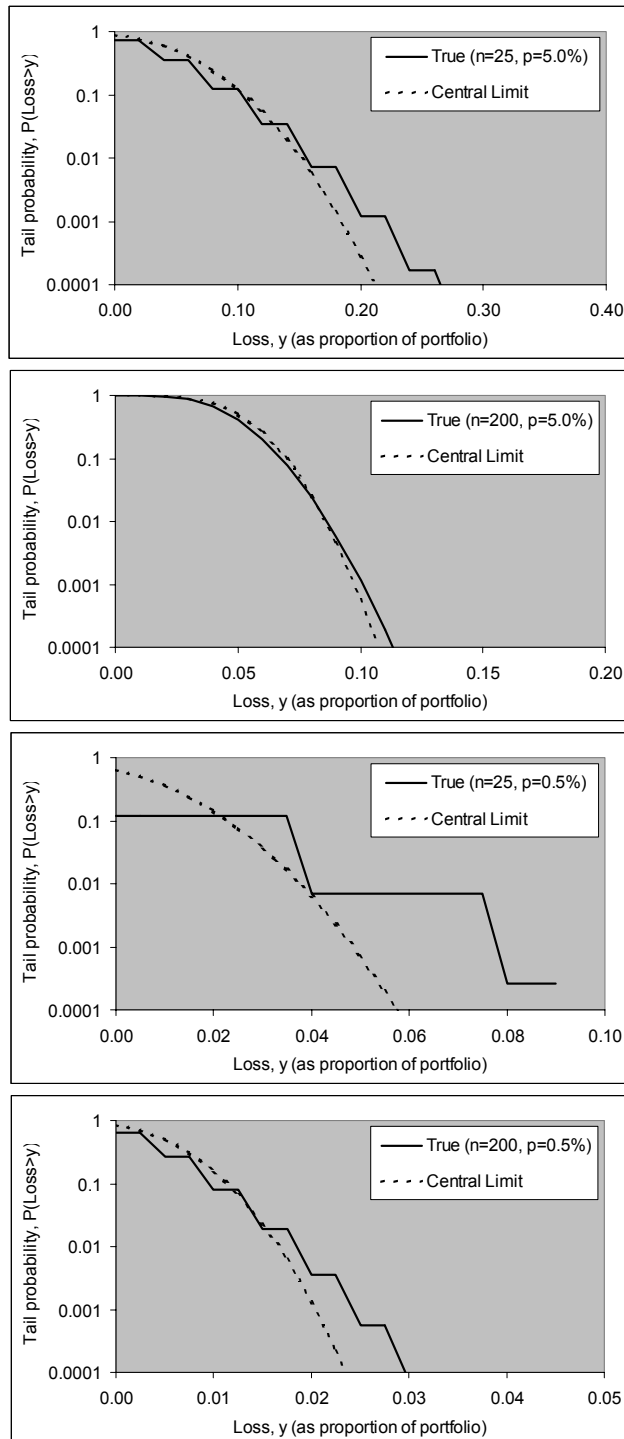 Tail probability, P(Loss>y)
1
0.1
0.01
0.001
0.0001
True (n=25, p=5.0%)
Central Limit
0.00 0.10 0.20 0.30 0.40
Loss, y (as proportion of portfolio)
Tail probability, P(Loss>y)
1
0.1
0.01
0.001
0.0001
True (n=200, p=5.0%)
Central Limit
0.00 0.05 0.10 0.15 0.20
Loss, y (as proportion of portfolio)
Tail probability, P(Loss>y)
1
0.1
0.01
0.001
0.0001
True (n=25, p=0.5%)
Central Limit
0.00 0.02 0.04 0.06 0.08 0.10
Loss, y (as proportion of portfolio)
Tail probability, P(Loss>y)
1
0.1
0.01
0.001
0.0001
True (n=200, p=0.5%)
Central Limit
0.00 0.01 0.02 0.03 0.04 0.05
Loss, y (as proportion of portfolio)